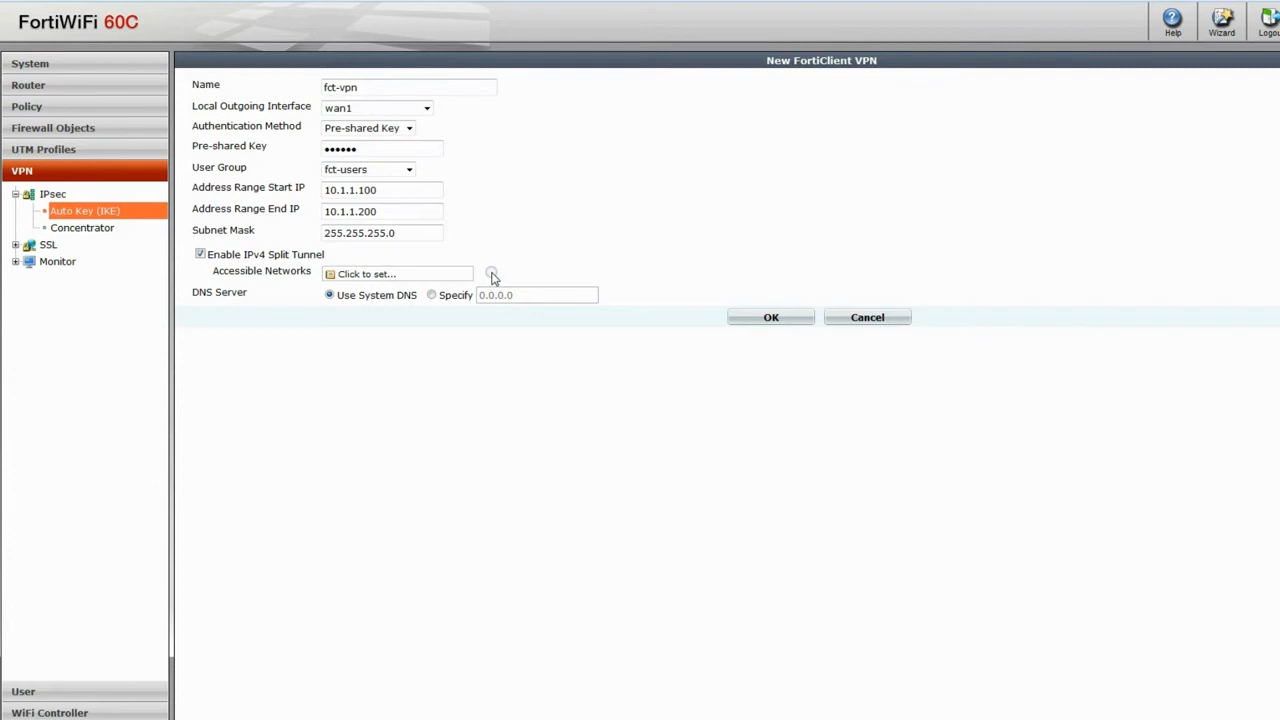 FortiWiFi 60C
Help
Wizard
Logou
System
Router
Policy
Firewall Objects
UTM Profiles
VPN
IPsec
Auto Key (IKE)
Concentrator
SSL
Monitor
User
WiFi Controller
New FortiClient VPN
Name fct-vpn
Local Outgoing Interface wan1
Authentication Method Pre-shared Key
Pre-shared Key ••••••
User Group fct-users
Address Range Start IP 10.1.1.100
Address Range End IP 10.1.1.200
Subnet Mask 255.255.255.0
Enable IPv4 Split Tunnel
Accessible Networks Click to set...
DNS Server Use System DNS Specify 0.0.0.0
OK Cancel